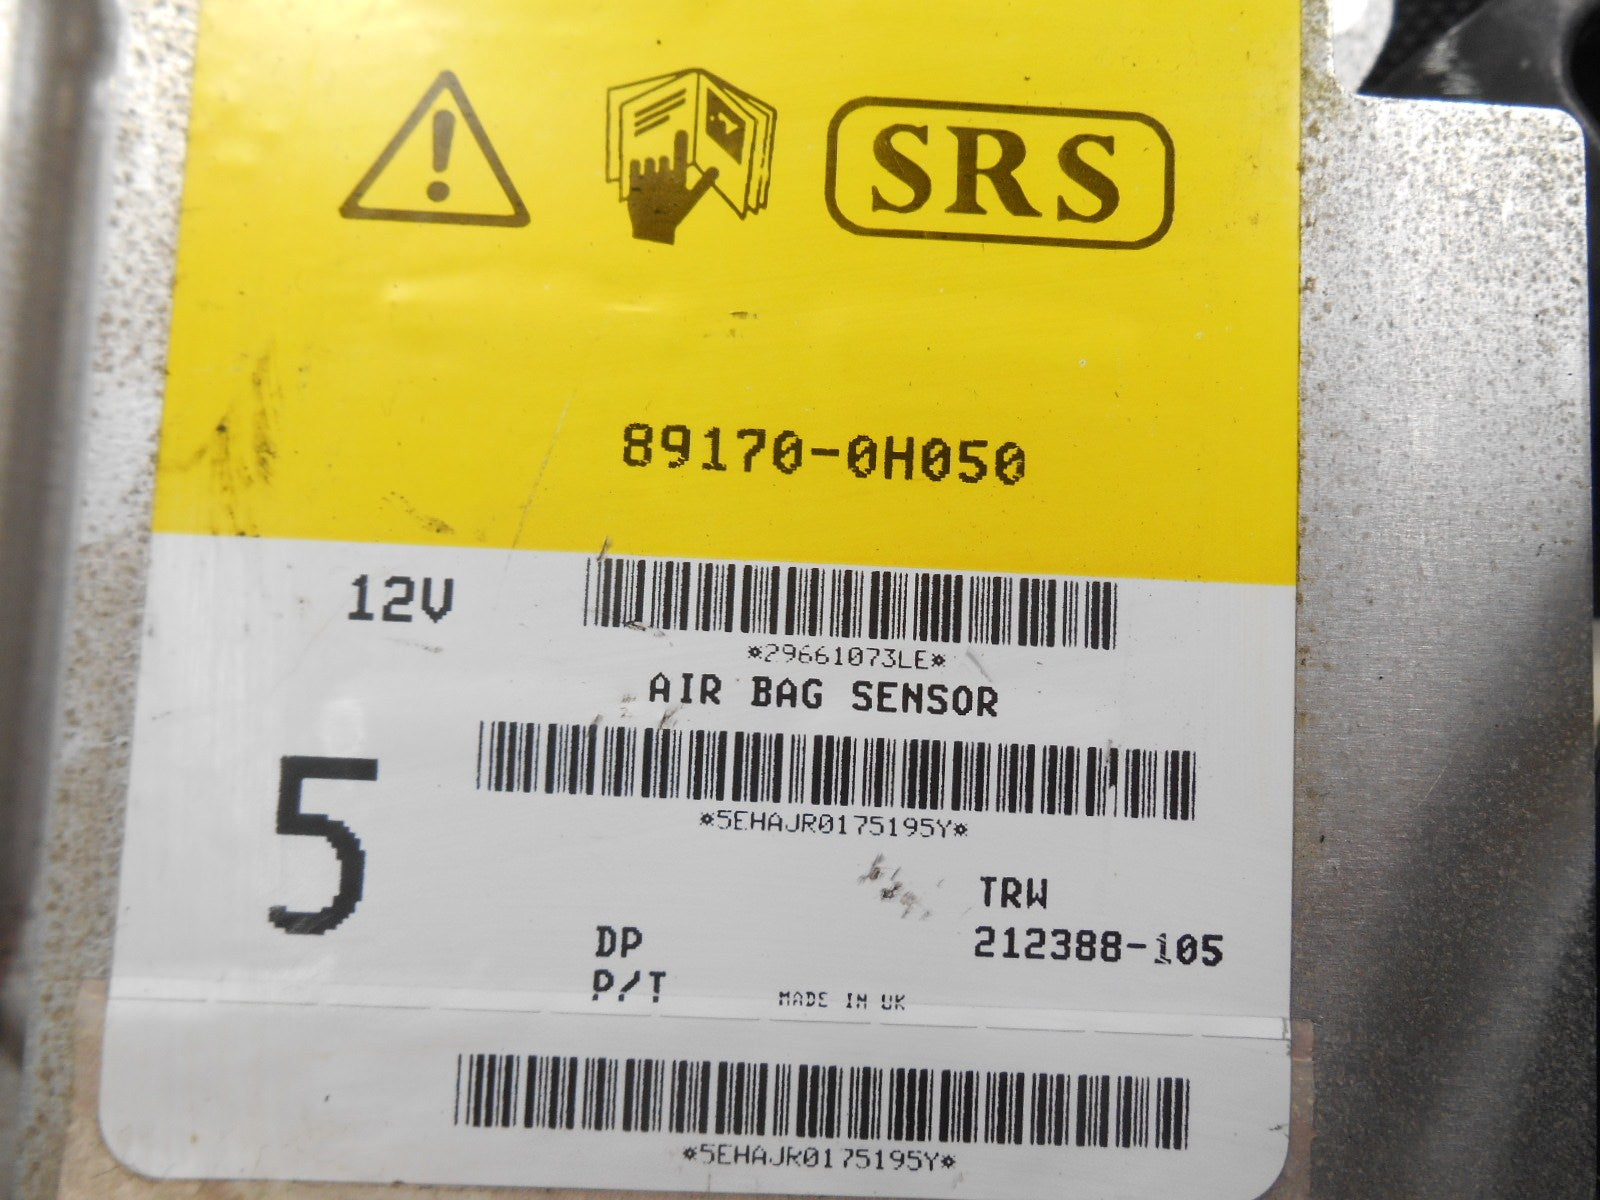 SRS
89170-0H050
12V
*29661073LE*
AIR BAG SENSOR
*5EHAJR0175195Y*
5
TRW
DP
212388-105
P/T
MADE IN UK
*5EHAJR0175195Y*